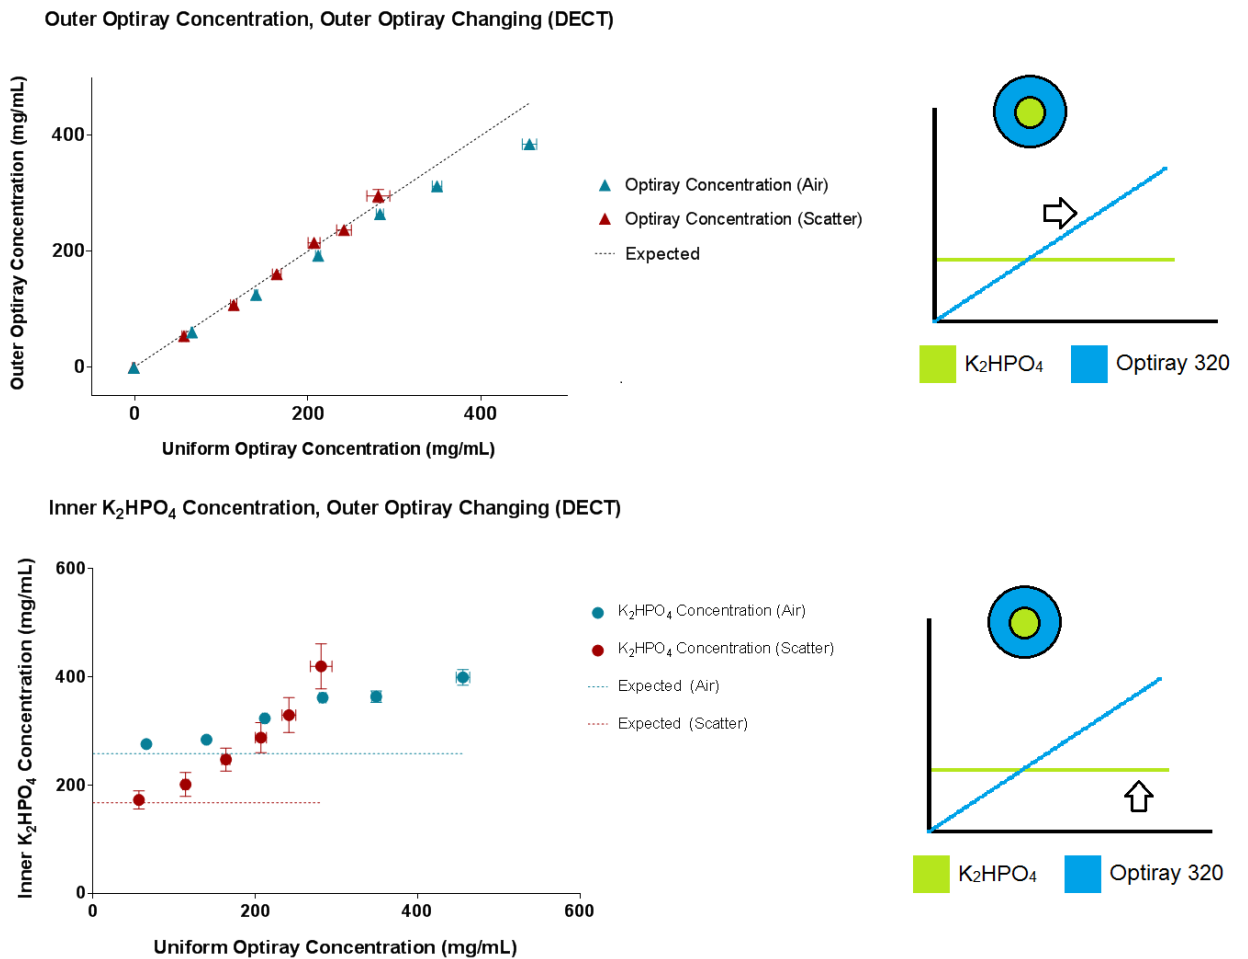 Outer Optiray Concentration, Outer Optiray Changing (DECT)
Outer Optiray Concentration (mg/mL)
400
200
0
0 200 400
Uniform Optiray Concentration (mg/mL)
Optiray Concentration (Air)
Optiray Concentration (Scatter)
Expected
K₂HPO₄ Optiray 320
Inner K₂HPO₄ Concentration, Outer Optiray Changing (DECT)
Inner K₂HPO₄ Concentration (mg/mL)
600
400
200
0
0 200 400 600
Uniform Optiray Concentration (mg/mL)
K₂HPO₄ Concentration (Air)
K₂HPO₄ Concentration (Scatter)
Expected (Air)
Expected (Scatter)
K₂HPO₄ Optiray 320